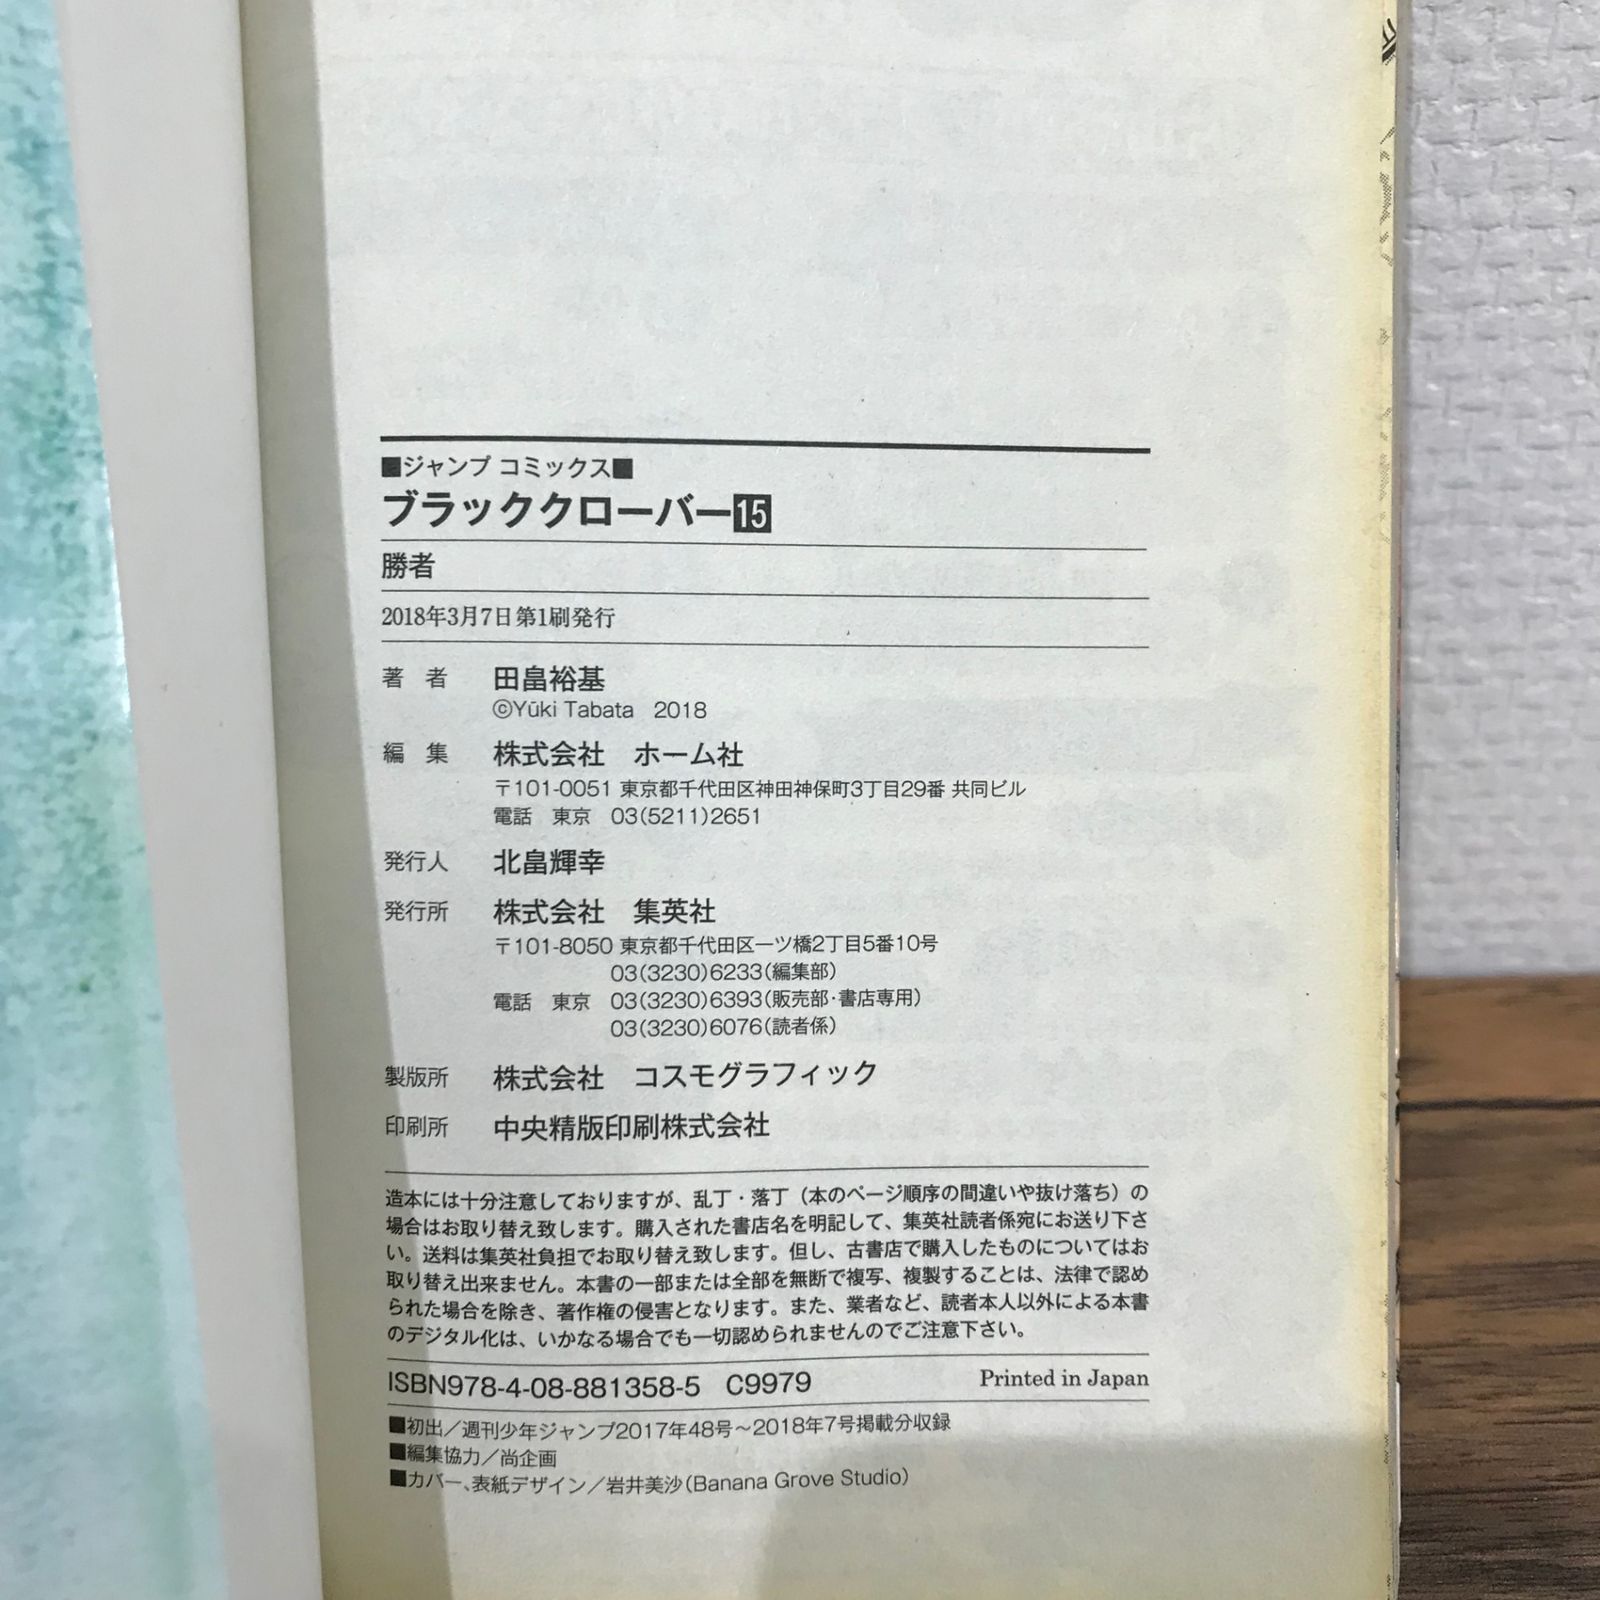 ■ジャンプ コミックス■
ブラッククローバー15
勝者
2018年3月7日第1刷発行
著 者 田畠裕基
©Yūki Tabata 2018
編 集 株式会社 ホーム社
〒101-0051 東京都千代田区神田神保町3丁目29番 共同ビル
電話 東京 03(5211)2651
発行人 北畠輝幸
発行所 株式会社 集英社
〒101-8050 東京都千代田区一ツ橋2丁目5番10号
03(3230)6233(編集部)
電話 東京 03(3230)6393(販売部・書店専用)
03(3230)6076(読者係)
製版所 株式会社 コスモグラフィック
印刷所 中央精版印刷株式会社
造本には十分注意しておりますが、乱丁・落丁（本のページ順序の間違いや抜け落ち）の
場合はお取り替え致します。購入された書店名を明記して、集英社読者係宛にお送り下さ
い。送料は集英社負担でお取り替え致します。但し、古書店で購入したものについてはお
取り替え出来ません。本書の一部または全部を無断で複写、複製することは、法律で認め
られた場合を除き、著作権の侵害となります。また、業者など、読者本人以外による本書
のデジタル化は、いかなる場合でも一切認められませんのでご注意下さい。
ISBN978-4-08-881358-5 C9979 Printed in Japan
■初出／週刊少年ジャンプ2017年48号〜2018年7号掲載分収録
■編集協力／尚企画
■カバー、表紙デザイン／岩井美沙(Banana Grove Studio)